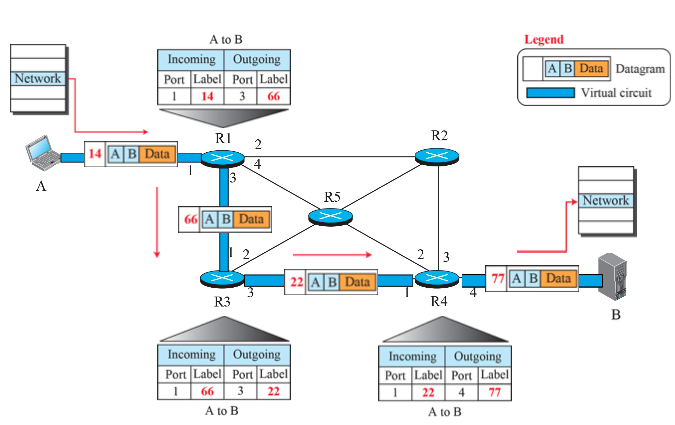 A to B
Incoming Outgoing
Port Label Port Label
1 14 3 66
Legend
A B Data Datagram
Virtual circuit
Network
R1
2
4
R2
14 A B Data
1
3
A
R5
Network
66 A B Data
1
2
2
3
R3
3
22 A B Data
1
R4
4
77 A B Data
B
Incoming Outgoing
Port Label Port Label
1 66 3 22
A to B
Incoming Outgoing
Port Label Port Label
1 22 4 77
A to B